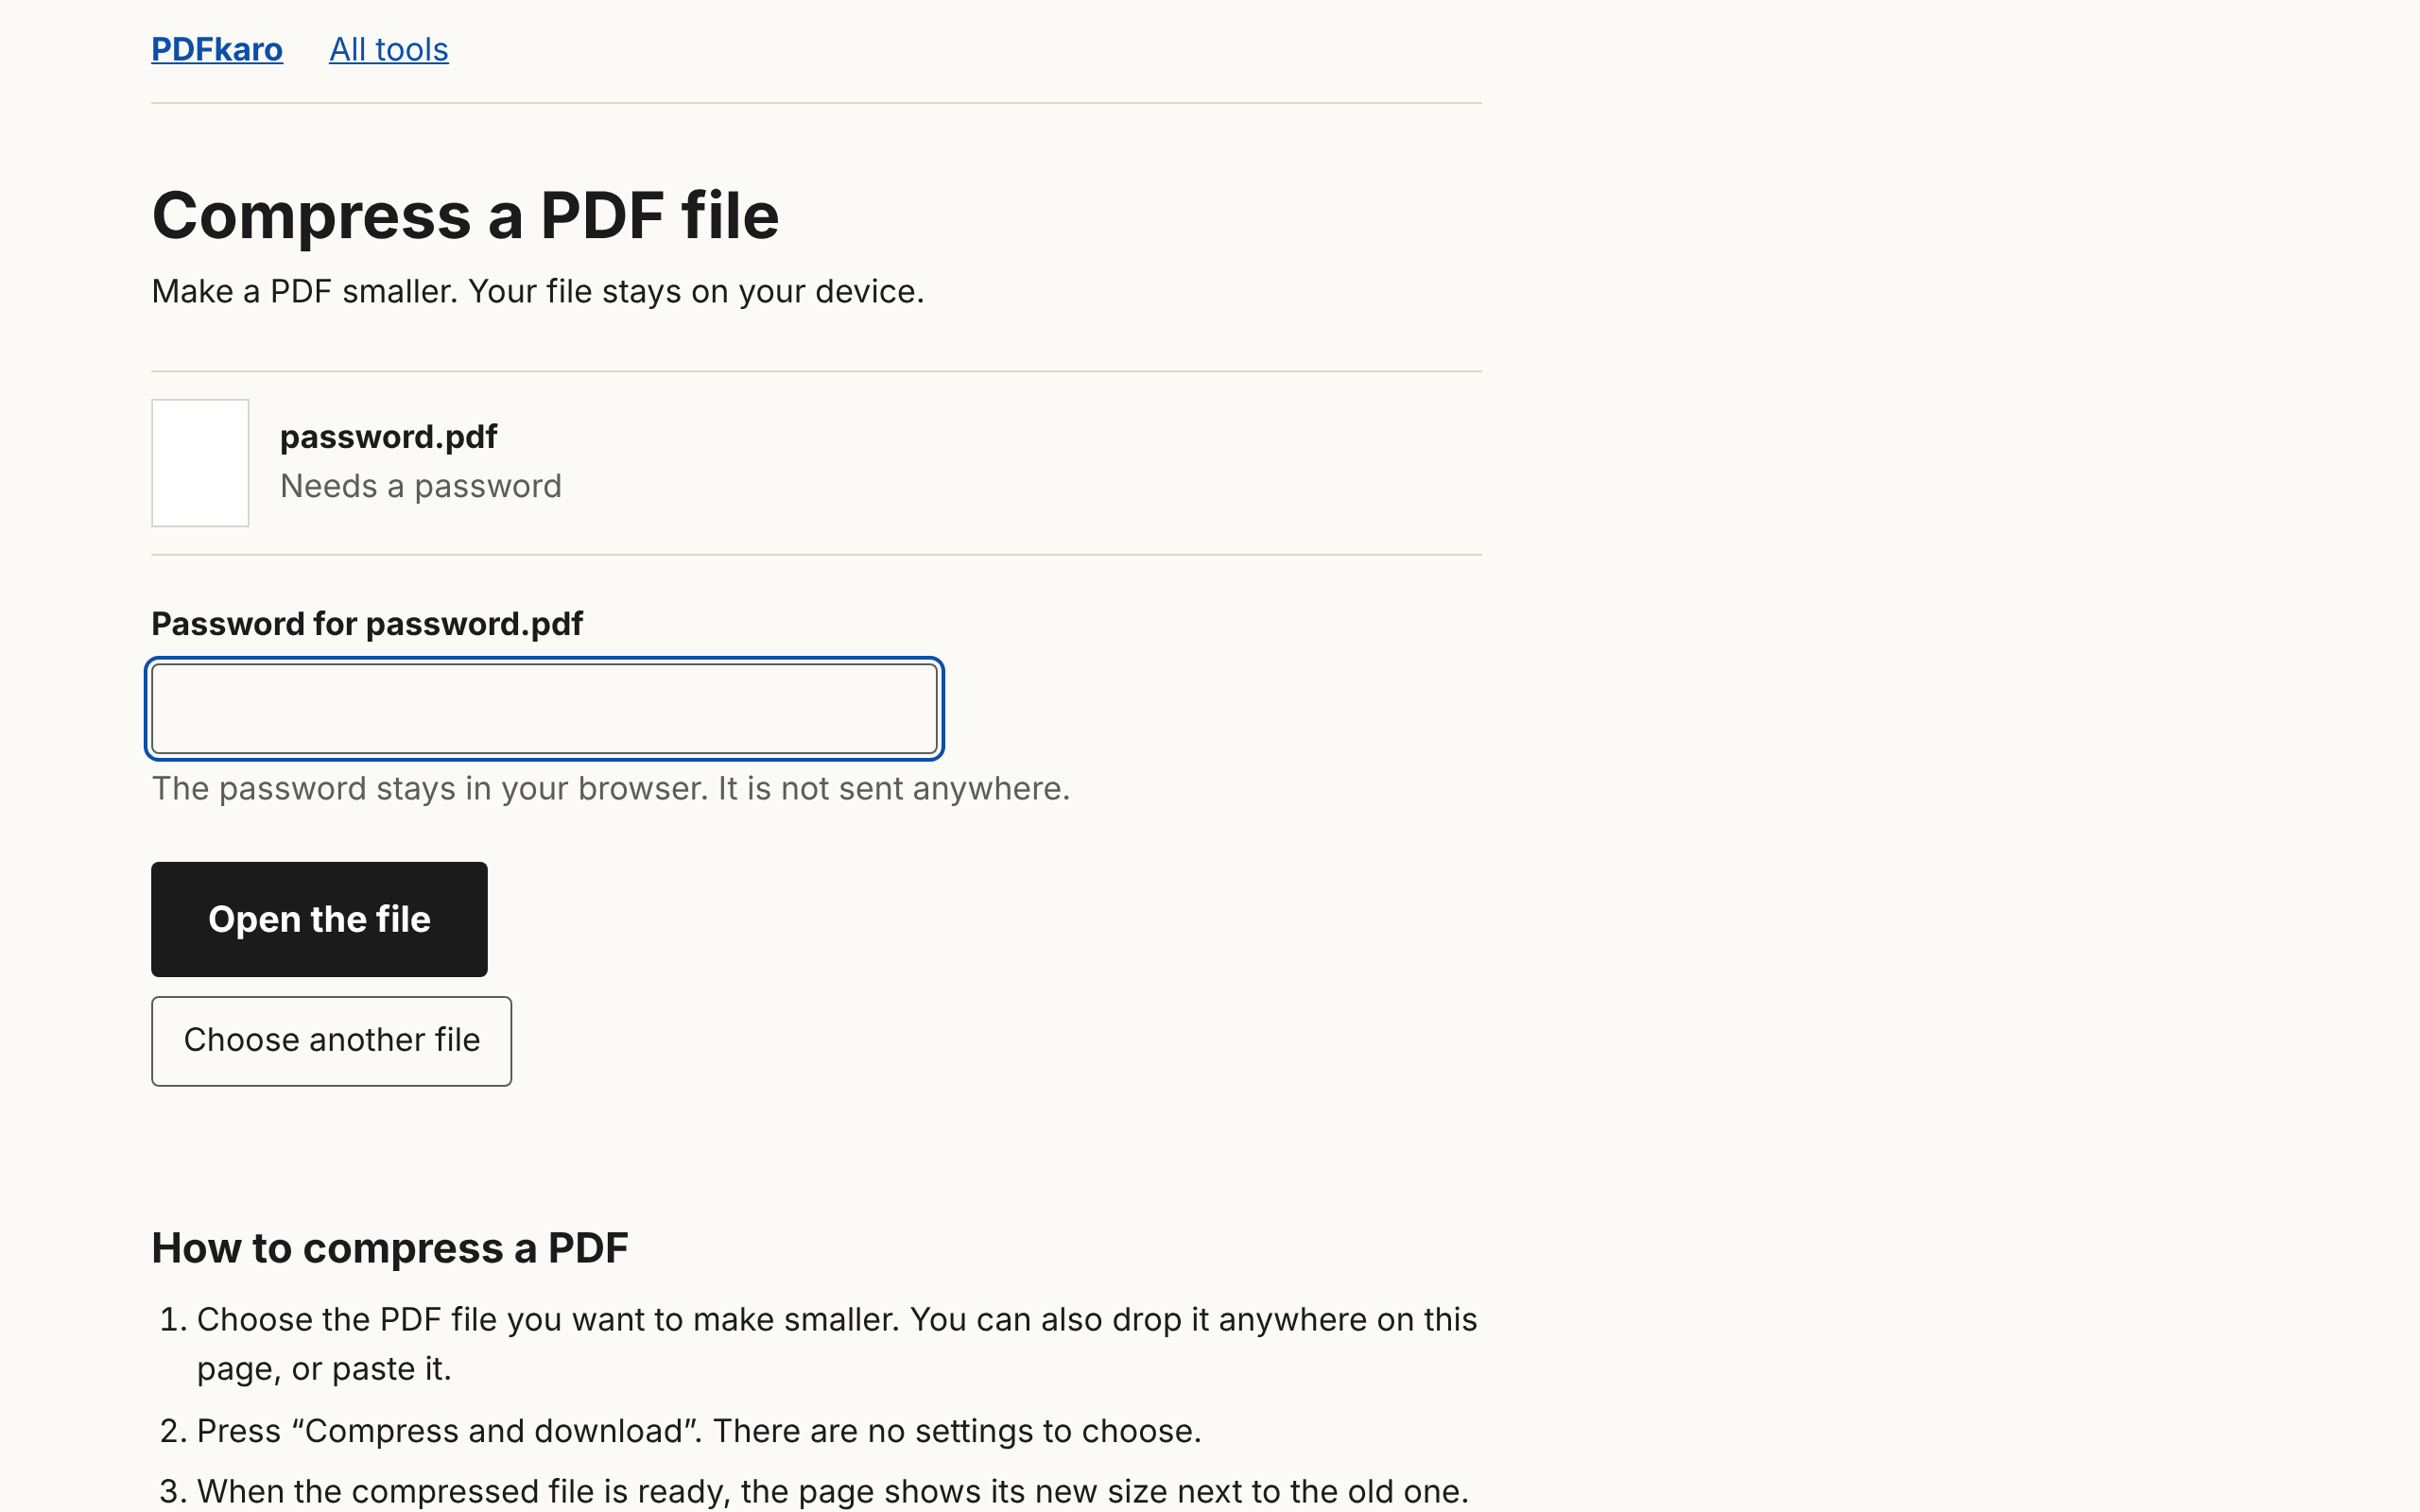 PDFkaro All tools
Compress a PDF file
Make a PDF smaller. Your file stays on your device.
password.pdf
Needs a password
Password for password.pdf
The password stays in your browser. It is not sent anywhere.
Open the file
Choose another file
How to compress a PDF
1. Choose the PDF file you want to make smaller. You can also drop it anywhere on this
page, or paste it.
2. Press “Compress and download”. There are no settings to choose.
3. When the compressed file is ready, the page shows its new size next to the old one.